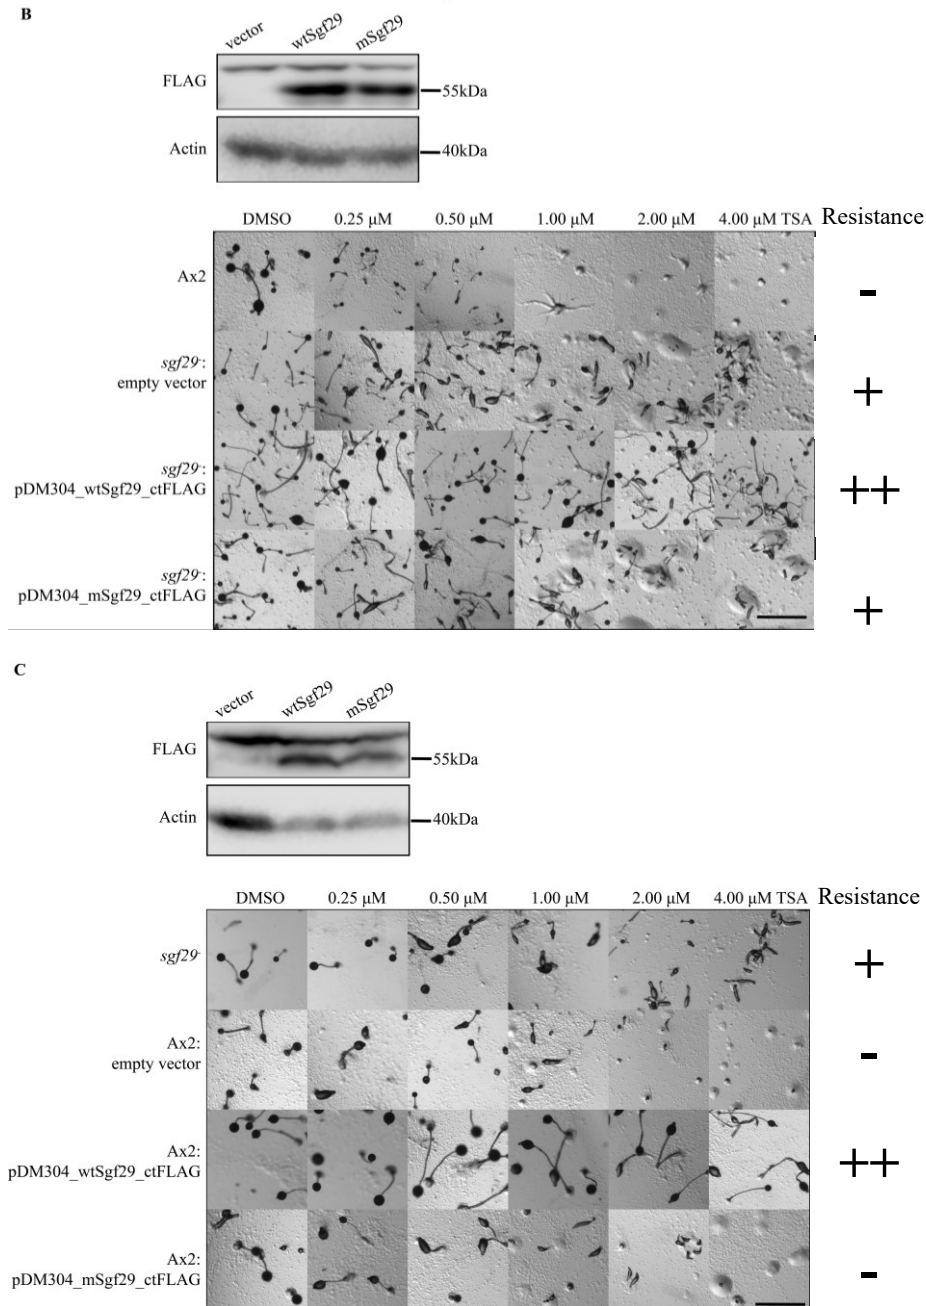 B
vector wtSgf29 mSgf29
FLAG 55kDa
Actin 40kDa
DMSO 0.25 µM 0.50 µM 1.00 µM 2.00 µM 4.00 µM TSA Resistance
Ax2 -
sgf29-:
empty vector +
sgf29-:
pDM304_wtSgf29_ctFLAG ++
sgf29-:
pDM304_mSgf29_ctFLAG +
C
vector wtSgf29 mSgf29
FLAG 55kDa
Actin 40kDa
DMSO 0.25 µM 0.50 µM 1.00 µM 2.00 µM 4.00 µM TSA Resistance
sgf29- +
Ax2:
empty vector -
Ax2:
pDM304_wtSgf29_ctFLAG ++
Ax2:
pDM304_mSgf29_ctFLAG -